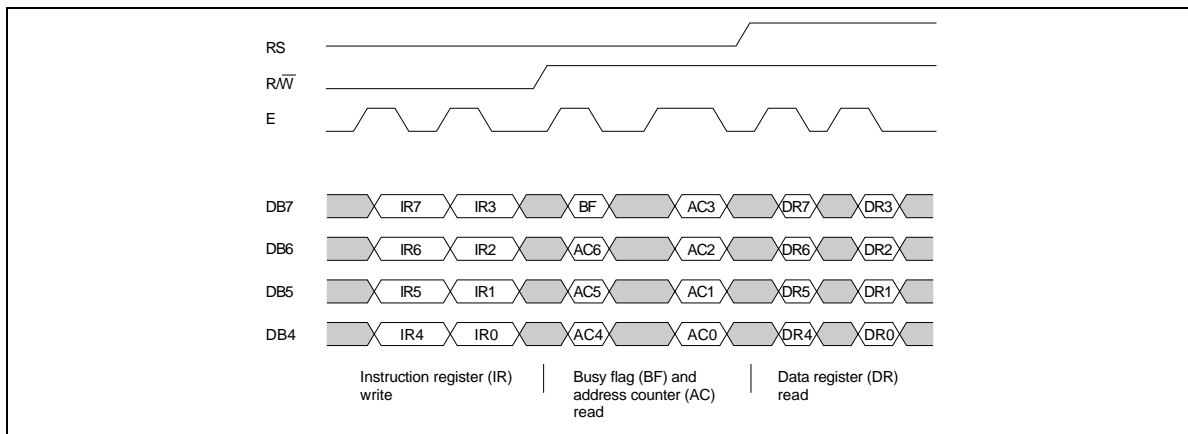 RS
R/W̅
E
DB7 IR7 IR3 BF AC3 DR7 DR3
DB6 IR6 IR2 AC6 AC2 DR6 DR2
DB5 IR5 IR1 AC5 AC1 DR5 DR1
DB4 IR4 IR0 AC4 AC0 DR4 DR0
Instruction register (IR)
write
Busy flag (BF) and
address counter (AC)
read
Data register (DR)
read